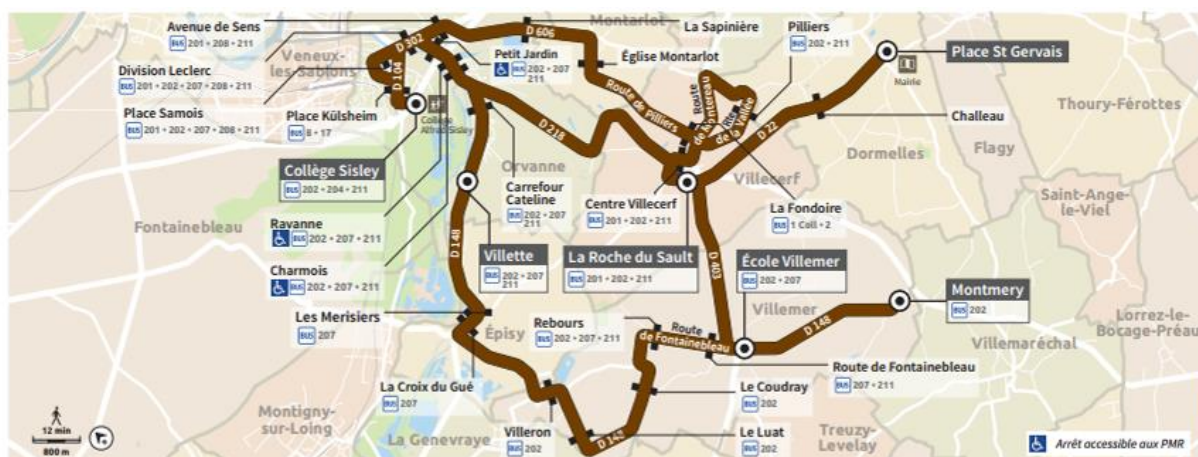 Avenue de Sens
BUS 201 • 208 • 211
Division Leclerc
BUS 201 • 202 • 207 • 208 • 211
Place Samois
BUS 201 • 202 • 207 • 208 • 211
Veneux-
les-Sablons
D 302
D 104
Place Külsheim
BUS 8 • 17
Collège
Alfred Sisley
Collège Sisley
BUS 202 • 204 • 211
Ravanne
BUS 202 • 207 • 211
Charmois
BUS 202 • 207 • 211
Les Merisiers
BUS 207
Fontainebleau
Petit Jardin
BUS 202 • 207
211
D 606
Montarlot
La Sapinière
Église Montarlot
Route de Pilliers
Route
de Montereau
de la Vallée
Pilliers
BUS 202 • 211
Place St Gervais
Mairie
Challeau
D 22
Thoury-Férottes
Flagy
Dormelles
Saint-Ange-
le-Viel
D 218
Orvanne
Carrefour
Cateline
BUS 202 • 207
211
Centre Villecerf
BUS 201 • 202 • 211
Villecerf
La Fondoire
BUS 1 Coll • 2
Villette
BUS 202 • 207
211
D 148
La Roche du Sault
BUS 201 • 202 • 211
D 403
École Villemer
BUS 202 • 207
Villemer
Montmery
BUS 202
D 148
Lorrez-le-
Bocage-Préau
Villemaréchal
Épisy
Rebours
BUS 202 • 207 • 211
Route
de Fontainebleau
Route de Fontainebleau
BUS 207 • 211
La Croix du Gué
BUS 207
Le Coudray
BUS 202
Villeron
BUS 202
D 148
Le Luat
BUS 202
Montigny-
sur-Loing
La Genevraye
Treuzy-
Levelay
12 min
800 m
Arrêt accessible aux PMR